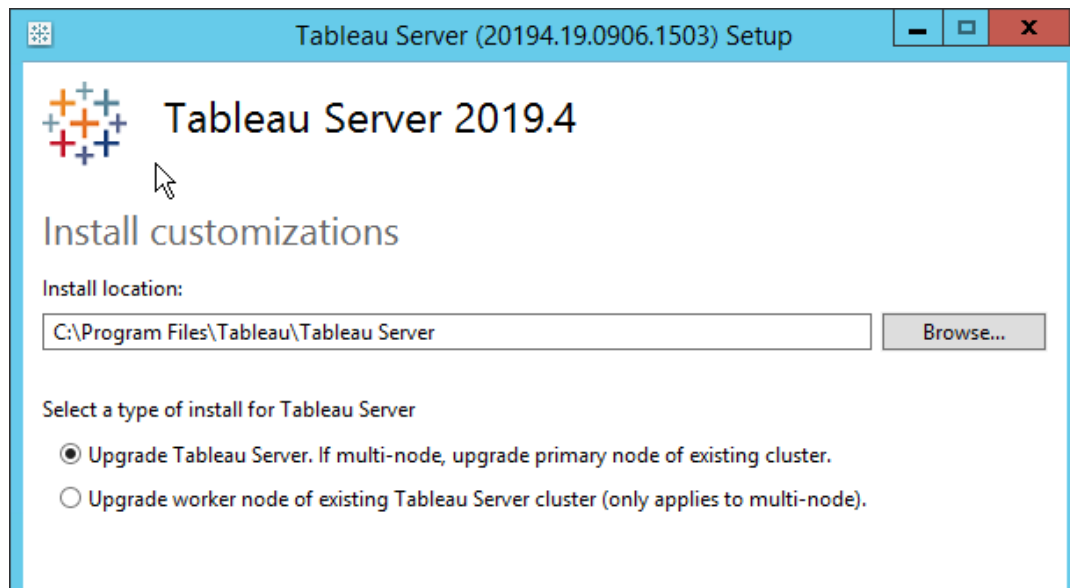 Tableau Server (20194.19.0906.1503) Setup
Tableau Server 2019.4
Install customizations
Install location:
C:\Program Files\Tableau\Tableau Server
Browse...
Select a type of install for Tableau Server
Upgrade Tableau Server. If multi-node, upgrade primary node of existing cluster.
Upgrade worker node of existing Tableau Server cluster (only applies to multi-node).